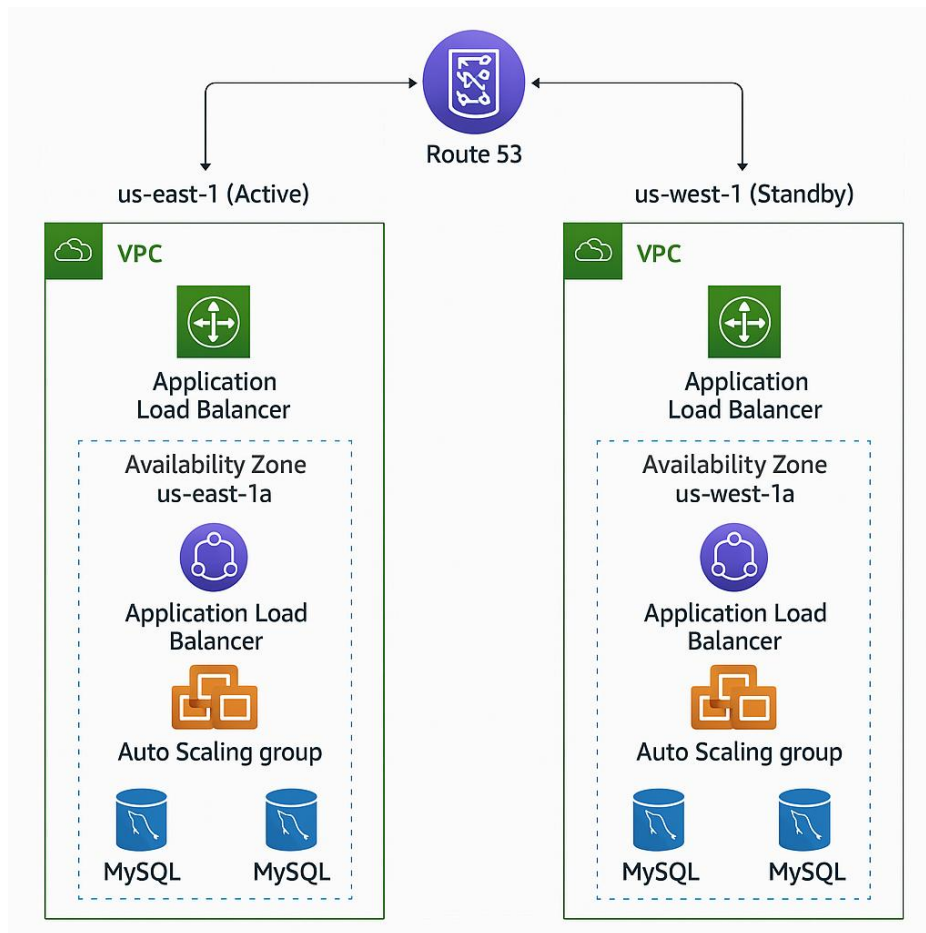 Route 53
us-east-1 (Active)
us-west-1 (Standby)
VPC
Application
Load Balancer
Availability Zone
us-east-1a
Application Load
Balancer
Auto Scaling group
MySQL
MySQL
VPC
Application
Load Balancer
Availability Zone
us-west-1a
Application Load
Balancer
Auto Scaling group
MySQL
MySQL